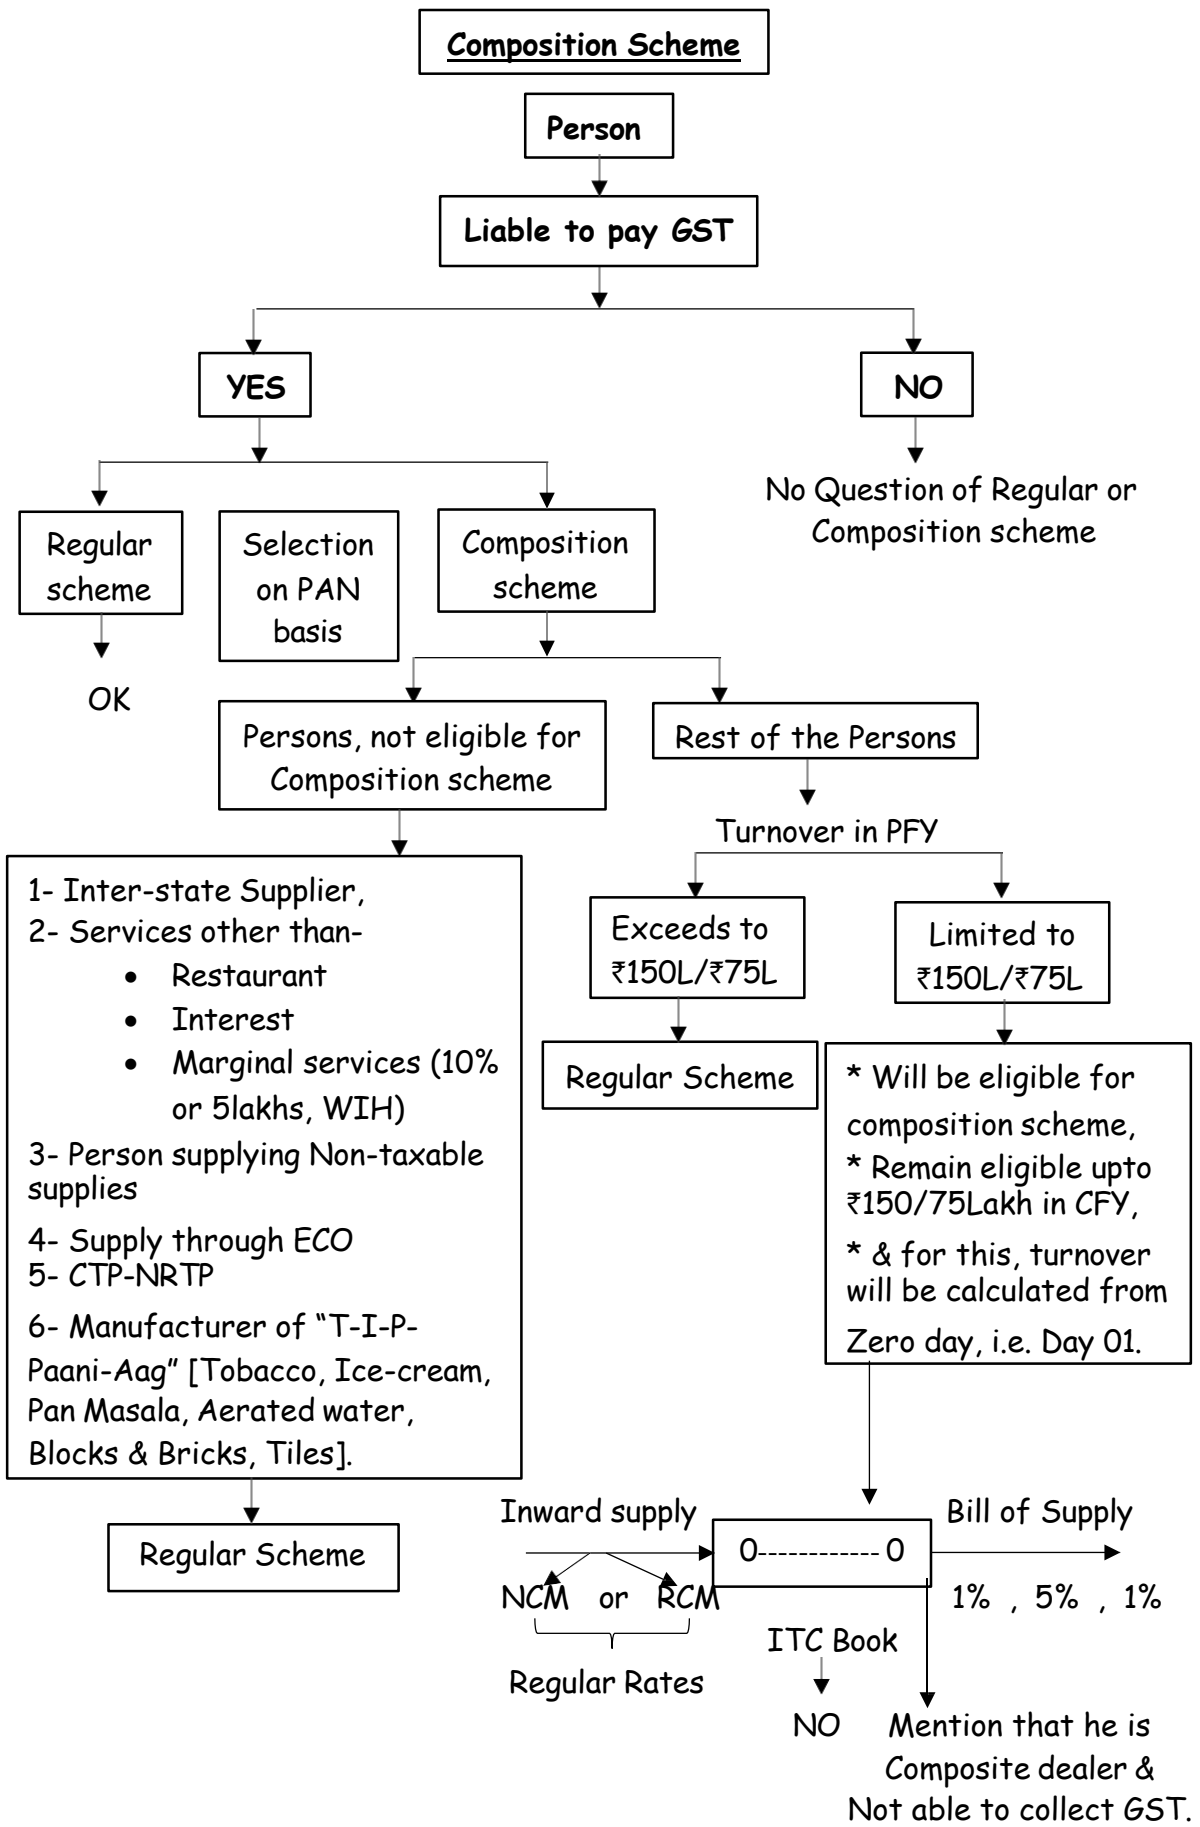 Composition Scheme
Person
Liable to pay GST
YES
NO
No Question of Regular or
Composition scheme
Regular
scheme
OK
Selection
on PAN
basis
Composition
scheme
Persons, not eligible for
Composition scheme
Rest of the Persons
Turnover in PFY
1- Inter-state Supplier,
2- Services other than-
• Restaurant
• Interest
• Marginal services (10%
or 5lakhs, WIH)
3- Person supplying Non-taxable
supplies
4- Supply through ECO
5- CTP-NRTP
6- Manufacturer of “T-I-P-
Paani-Aag” [Tobacco, Ice-cream,
Pan Masala, Aerated water,
Blocks & Bricks, Tiles].
Regular Scheme
Exceeds to
₹150L/₹75L
Regular Scheme
Limited to
₹150L/₹75L
* Will be eligible for
composition scheme,
* Remain eligible upto
₹150/75Lakh in CFY,
* & for this, turnover
will be calculated from
Zero day, i.e. Day 01.
Inward supply
NCM or RCM
Regular Rates
0------------ 0
ITC Book
NO
Bill of Supply
1% , 5% , 1%
Mention that he is
Composite dealer &
Not able to collect GST.